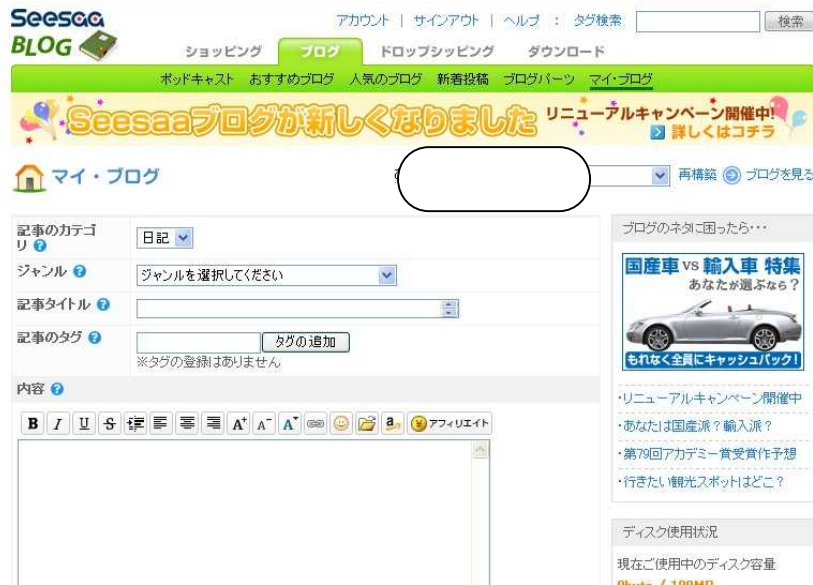 Seesaa
BLOG
アカウント | サインアウト | ヘルプ : タグ検索 検索
ショッピング ブログ ドロップシッピング ダウンロード
ポッドキャスト おすすめブログ 人気のブログ 新着投稿 ブログパーツ マイ・ブログ
Seesaaブログが新しくなりました リニューアルキャンペーン開催中!
詳しくはコチラ
マイ・ブログ 再構築 ブログを見る
記事のカテゴリ 日記
ジャンル ジャンルを選択してください
記事タイトル
記事のタグ タグの追加
※タグの登録はありません
内容
B I U S A+ A- A a アフィリエイト
ブログのネタに困ったら・・・
国産車 vs 輸入車 特集
あなたが選ぶなら?
もれなく全員にキャッシュバック!
・リニューアルキャンペーン開催中
・あなたは国産派?輸入派?
・第79回アカデミー賞受賞作予想
・行きたい観光スポットはどこ?
ディスク使用状況
現在ご使用中のディスク容量
0byte / 100MB